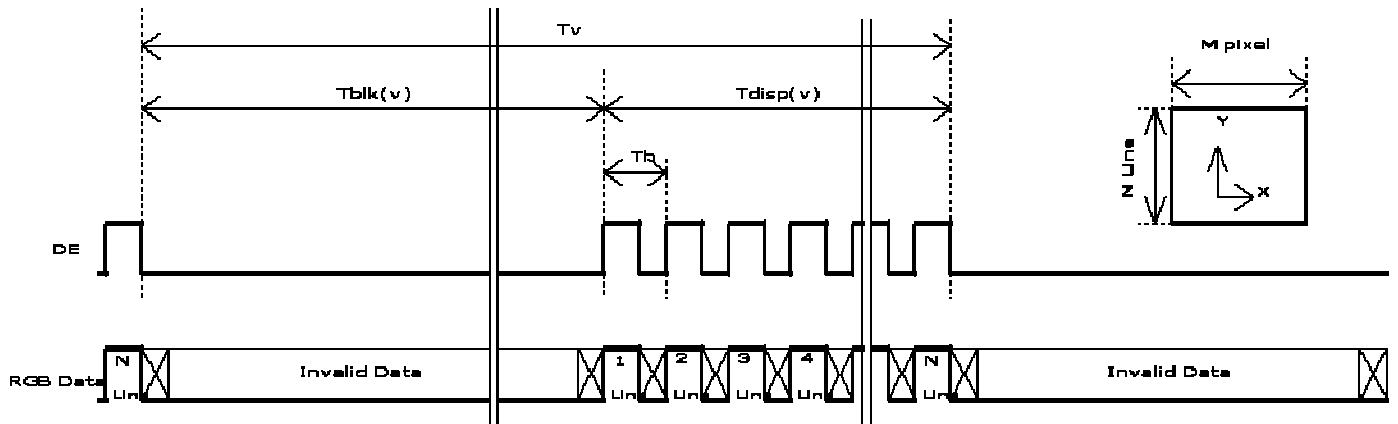 Tv
M pixel
Tblk(v)
Tdisp(v)
Y
N Line
Th
X
DE
N
1
2
3
4
N
RGB Data
Invalid Data
Invalid Data
Lin
Lin
Lin
Lin
Lin
Lin